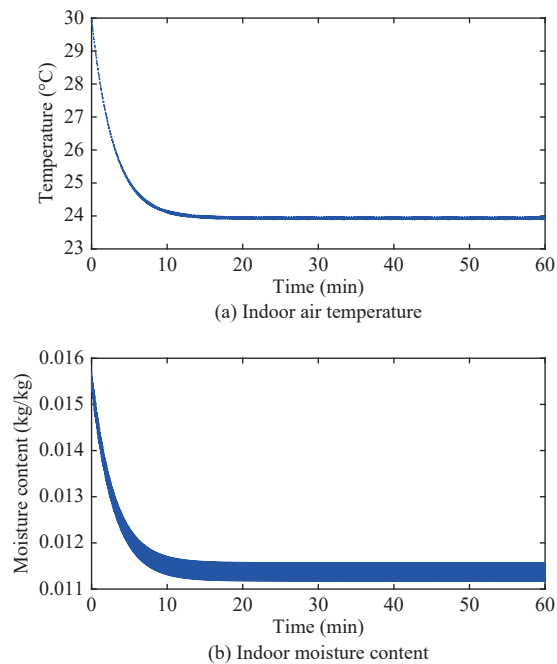 30
29
28
27
26
25
24
23
Temperature (°C)
0 10 20 30 40 50 60
Time (min)
(a) Indoor air temperature
0.016
0.015
0.014
0.013
0.012
0.011
Moisture content (kg/kg)
0 10 20 30 40 50 60
Time (min)
(b) Indoor moisture content